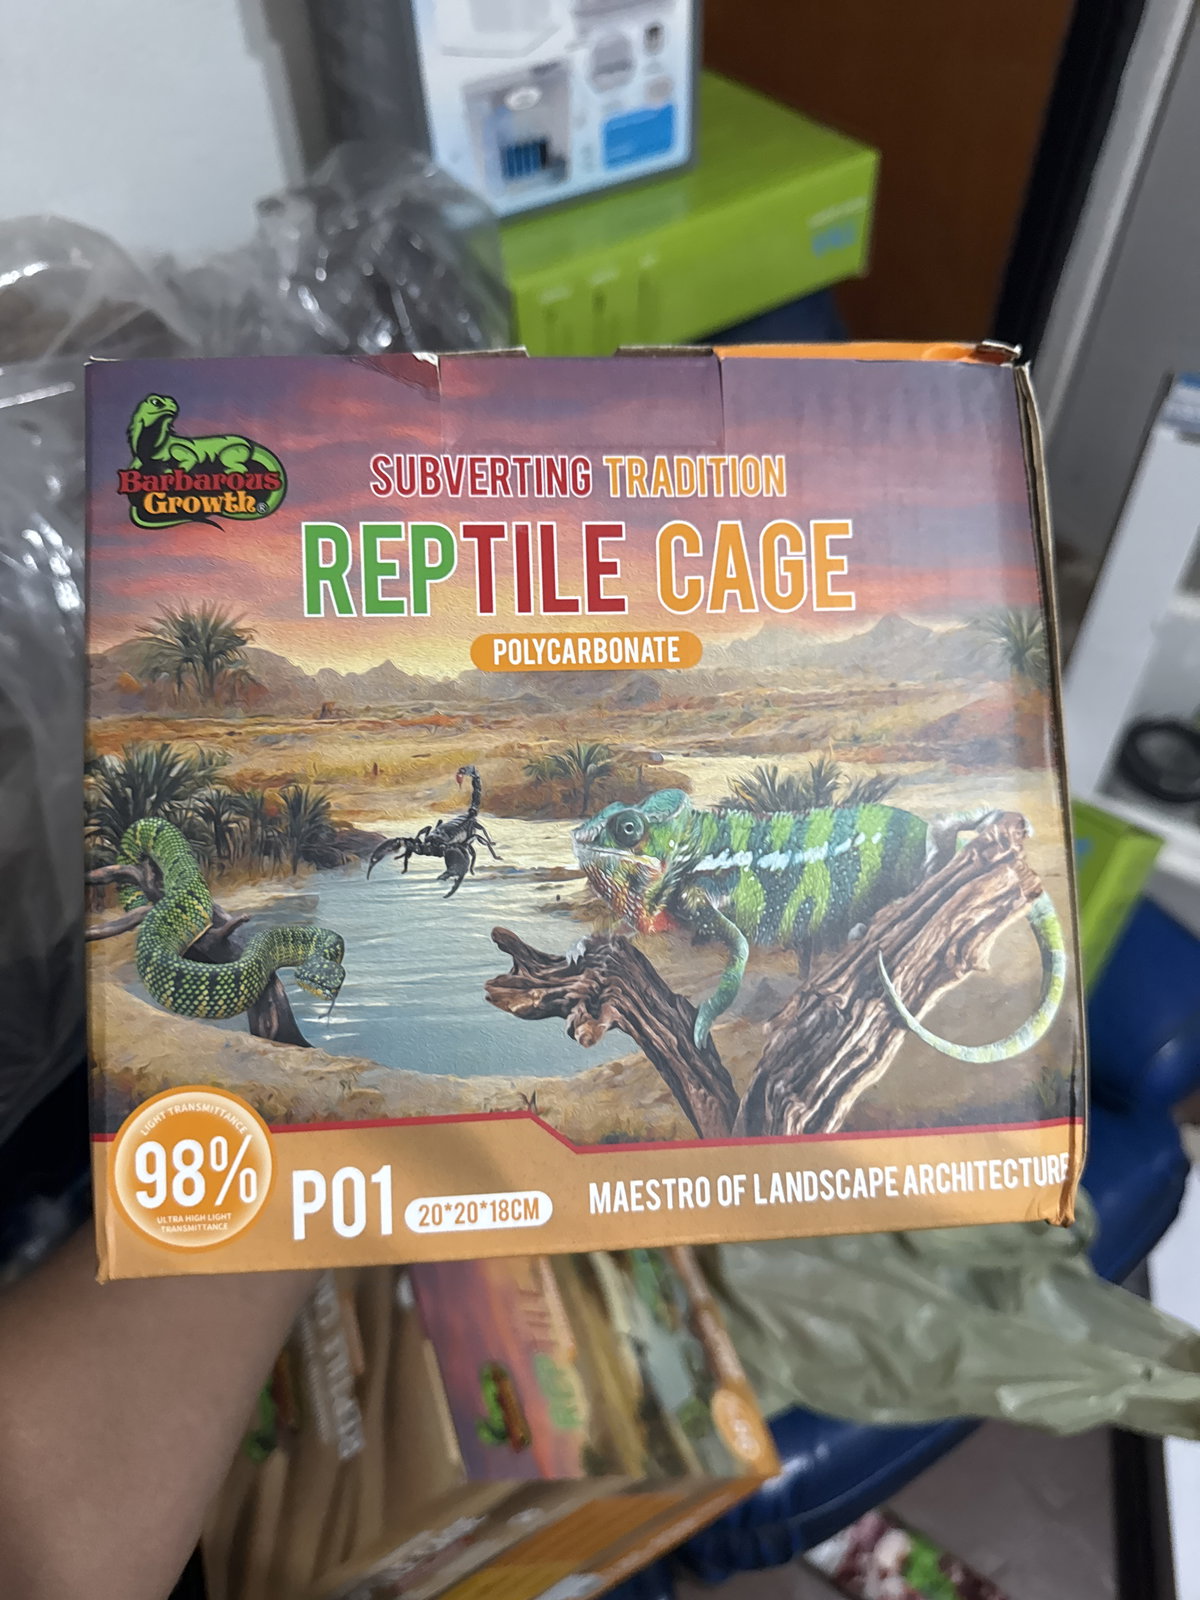 Barbarous
Growth®
SUBVERTING TRADITION
REPTILE CAGE
POLYCARBONATE
LIGHT TRANSMITTANCE
98%
ULTRA HIGH LIGHT
TRANSMITTANCE
P01
20*20*18CM
MAESTRO OF LANDSCAPE ARCHITECTURE